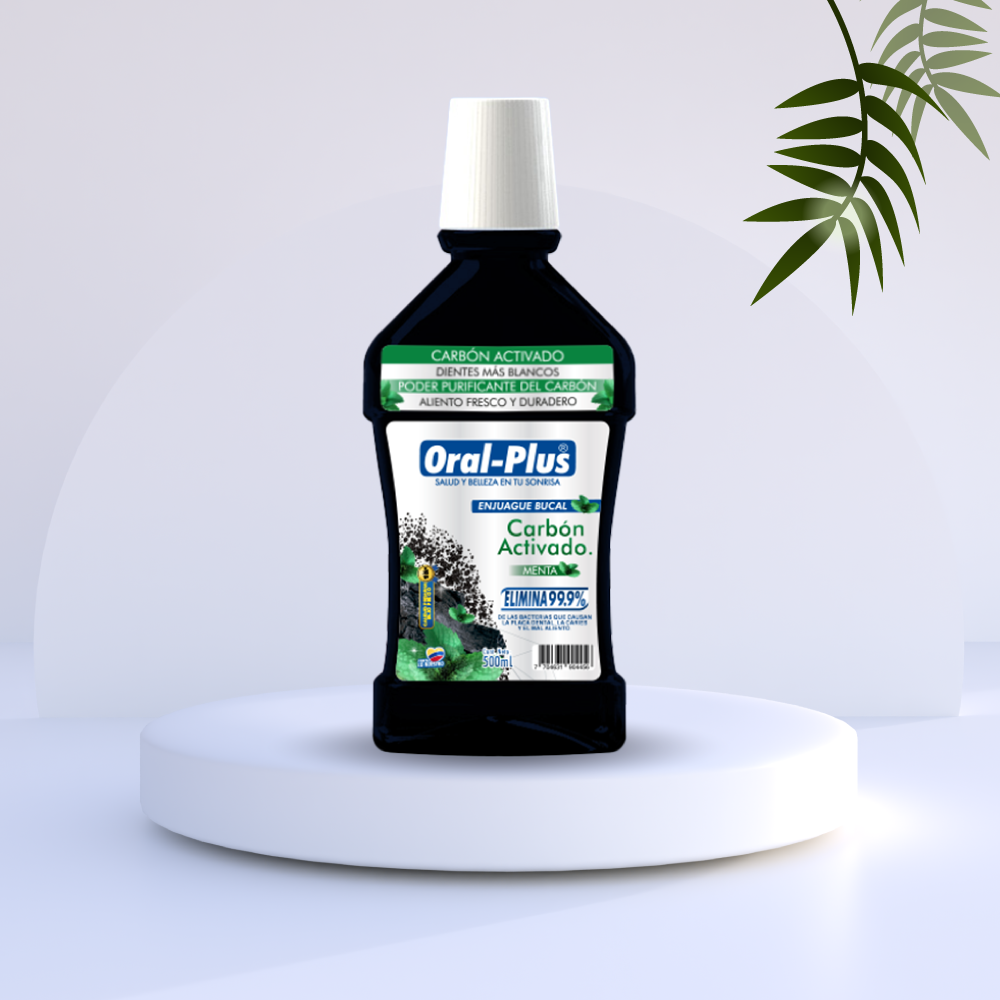 CARBÓN ACTIVADO
DIENTES MÁS BLANCOS
PODER PURIFICANTE DEL CARBÓN
ALIENTO FRESCO Y DURADERO
Oral-Plus®
SALUD Y BELLEZA EN TU SONRISA
ENJUAGUE BUCAL
Carbón
Activado.
MENTA
ELIMINA 99.9%
DE LAS BACTERIAS QUE CAUSAN
LA PLACA DENTAL, LA CARIES
Y EL MAL ALIENTO.
Cont. Neto
500mL